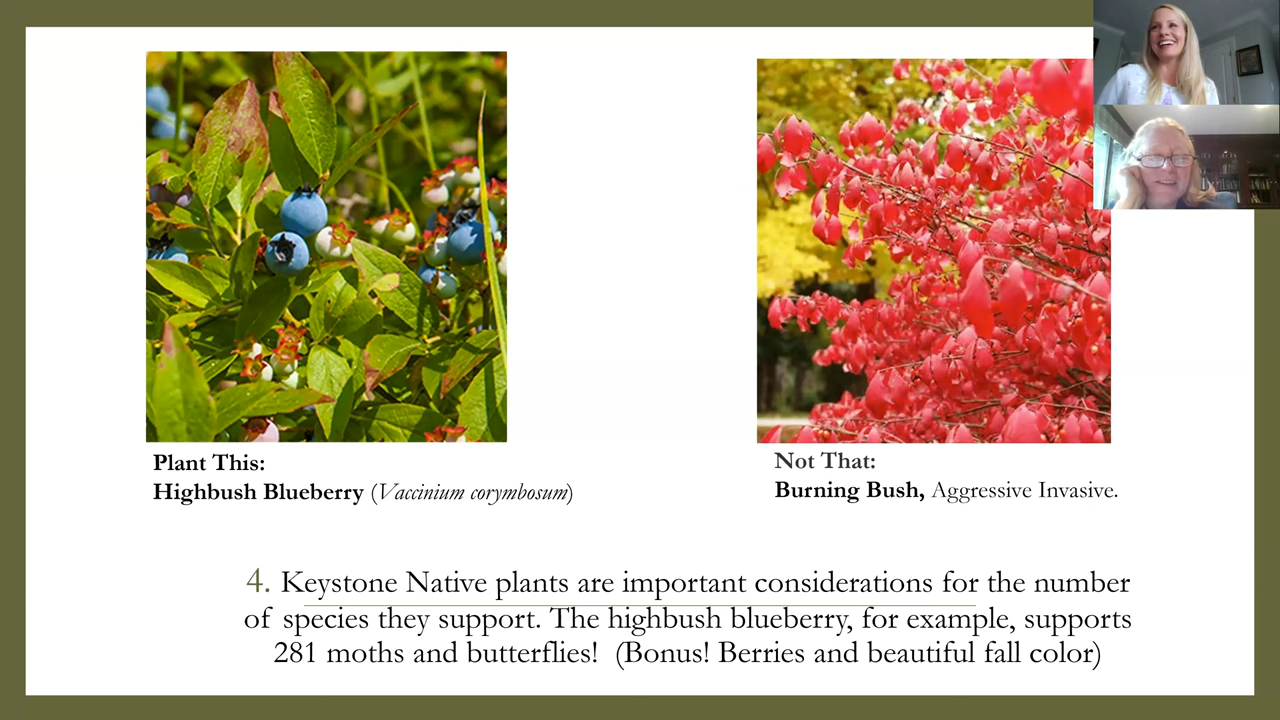 Plant This:
Highbush Blueberry (Vaccinium corymbosum)
Not That:
Burning Bush, Aggressive Invasive.
4. Keystone Native plants are important considerations for the number
of species they support. The highbush blueberry, for example, supports
281 moths and butterflies! (Bonus! Berries and beautiful fall color)